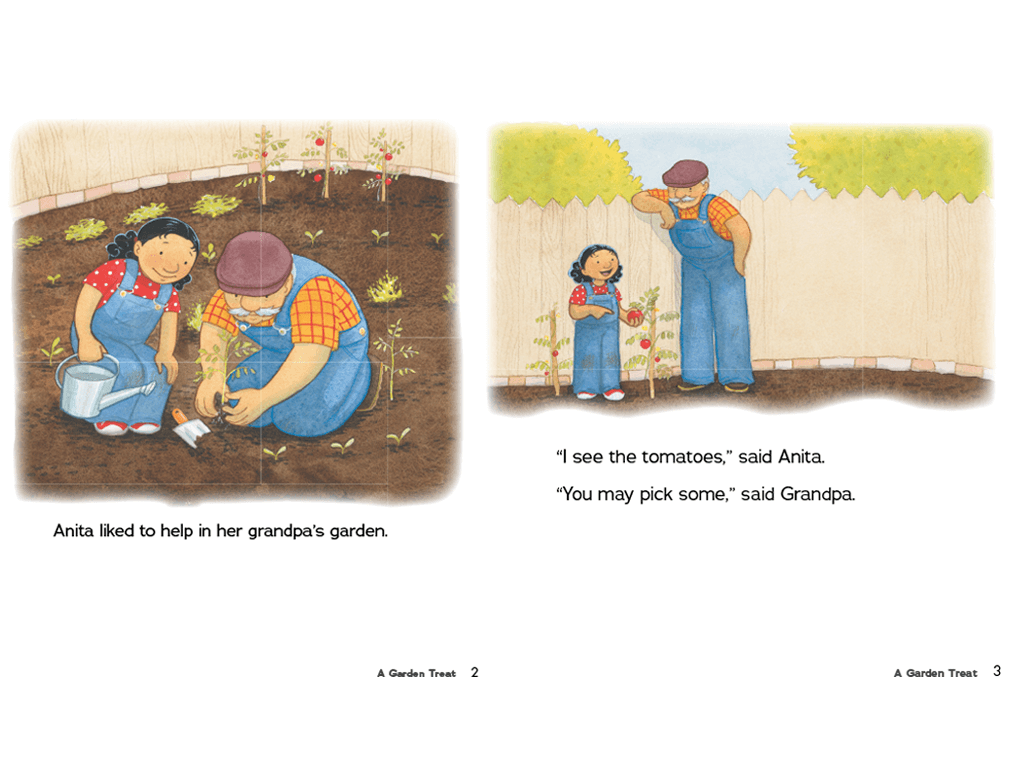 Anita liked to help in her grandpa's garden.
A Garden Treat 2
“I see the tomatoes,” said Anita.
“You may pick some,” said Grandpa.
A Garden Treat 3